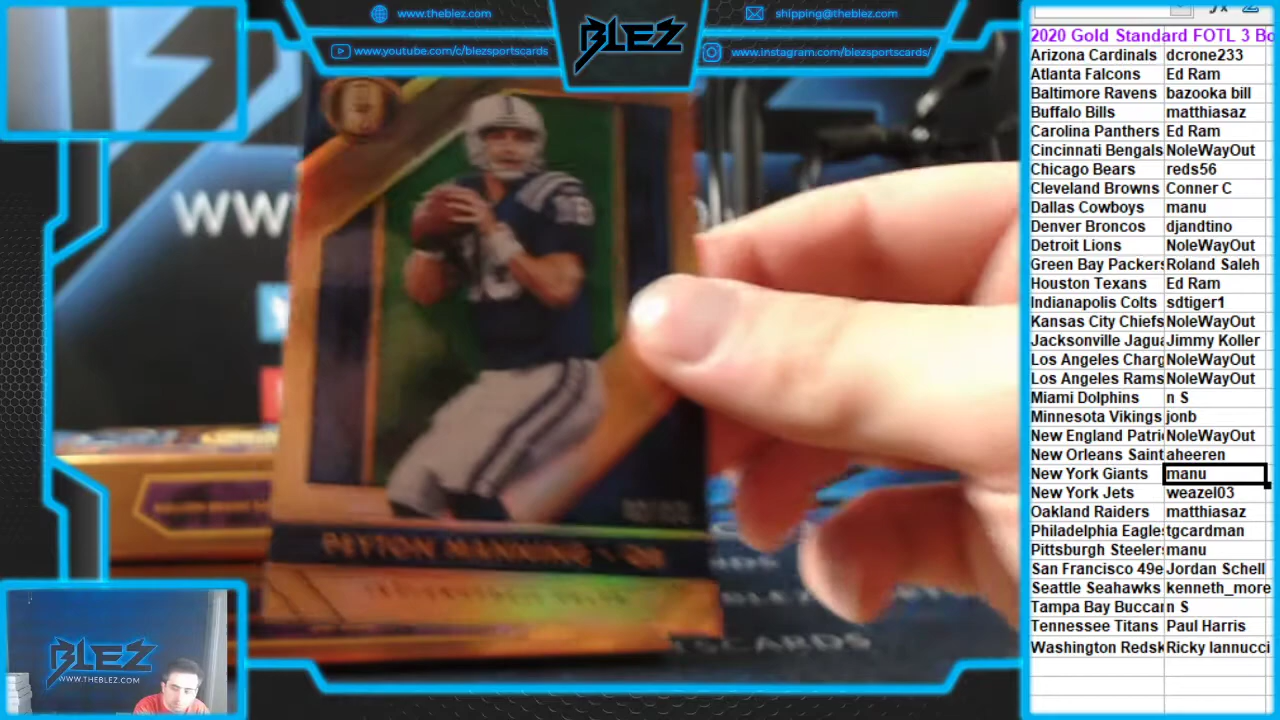 www.theblez.com
www.youtube.com/c/blezsportscards
BLEZ
shipping@theblez.com
www.instagram.com/blezsportscards/
WW
PEYTON MANNING QB
BLEZ
WWW.THEBLEZ.COM
2020 Gold Standard FOTL 3 Bo
Arizona Cardinals dcrone233
Atlanta Falcons Ed Ram
Baltimore Ravens bazooka bill
Buffalo Bills matthiasaz
Carolina Panthers Ed Ram
Cincinnati Bengals NoleWayOut
Chicago Bears reds56
Cleveland Browns Conner C
Dallas Cowboys manu
Denver Broncos djandtino
Detroit Lions NoleWayOut
Green Bay Packers Roland Saleh
Houston Texans Ed Ram
Indianapolis Colts sdtiger1
Kansas City Chiefs NoleWayOut
Jacksonville Jagua Jimmy Koller
Los Angeles Charg NoleWayOut
Los Angeles Rams NoleWayOut
Miami Dolphins n S
Minnesota Vikings jonb
New England Patri NoleWayOut
New Orleans Saint aheeren
New York Giants manu
New York Jets weazel03
Oakland Raiders matthiasaz
Philadelphia Eagle tgcardman
Pittsburgh Steeler manu
San Francisco 49e Jordan Schell
Seattle Seahawks kenneth_more
Tampa Bay Buccan n S
Tennessee Titans Paul Harris
Washington Redsk Ricky Iannucci